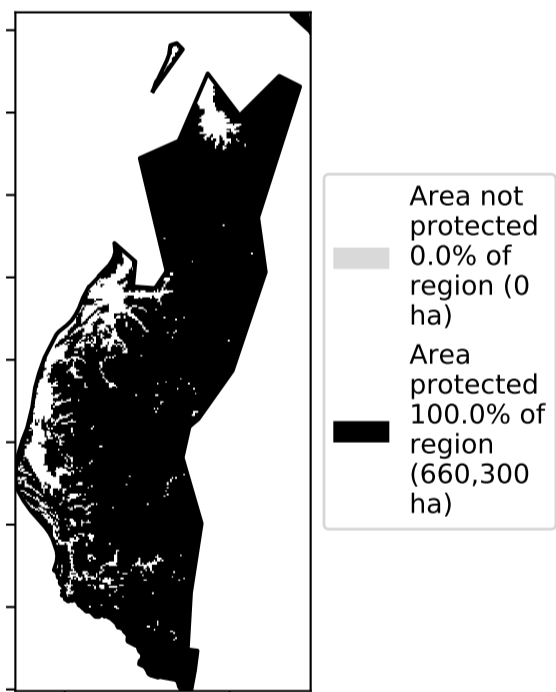 Area not
protected
0.0% of
region (0
ha)
Area
protected
100.0% of
region
(660,300
ha)